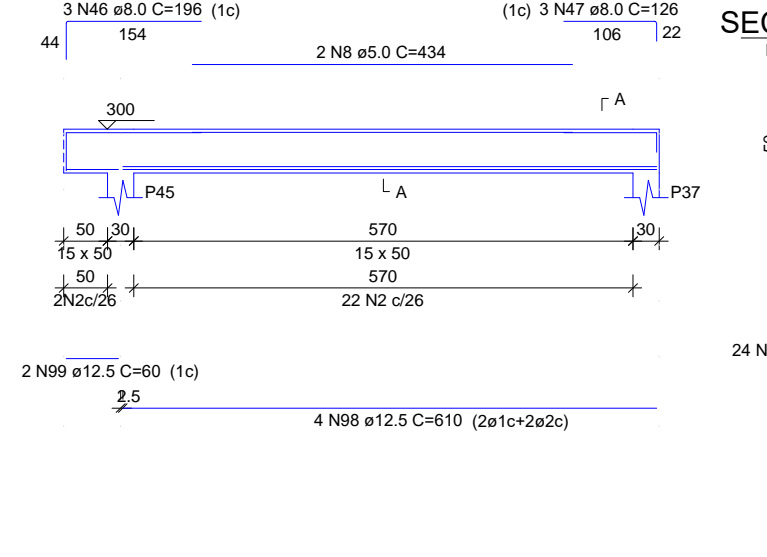 3 N46 ø8.0 C=196 (1c)
(1c) 3 N47 ø8.0 C=126
44
154
106
22
2 N8 ø5.0 C=434
A
300
P45
A
P37
50
30
570
30
15 x 50
15 x 50
50
570
2N2c/26
22 N2 c/26
24 N
2 N99 ø12.5 C=60 (1c)
4 N98 ø12.5 C=610 (2ø1c+2ø2c)